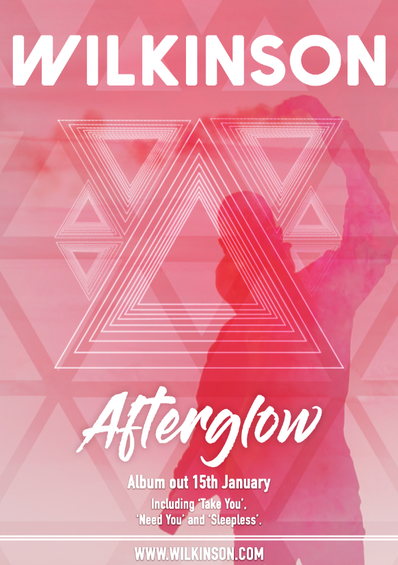 WILKINSON
Afterglow
Album out 15th January
Including 'Take You',
'Need You' and 'Sleepless'.
WWW.WILKINSON.COM